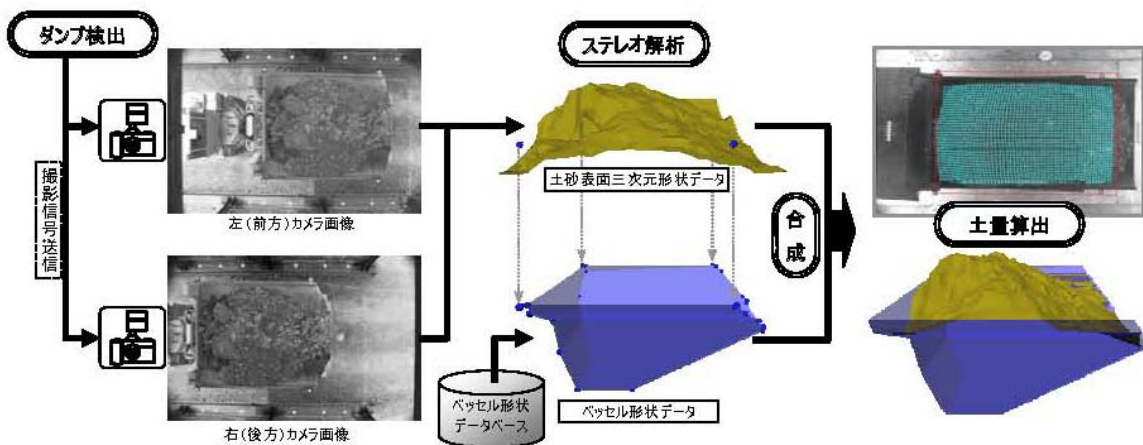 ダンプ検出
撮影信号送信
左(前方)カメラ画像
右(後方)カメラ画像
ステレオ解析
土砂表面三次元形状データ
ベッセル形状
データベース
ベッセル形状データ
合成
土量算出